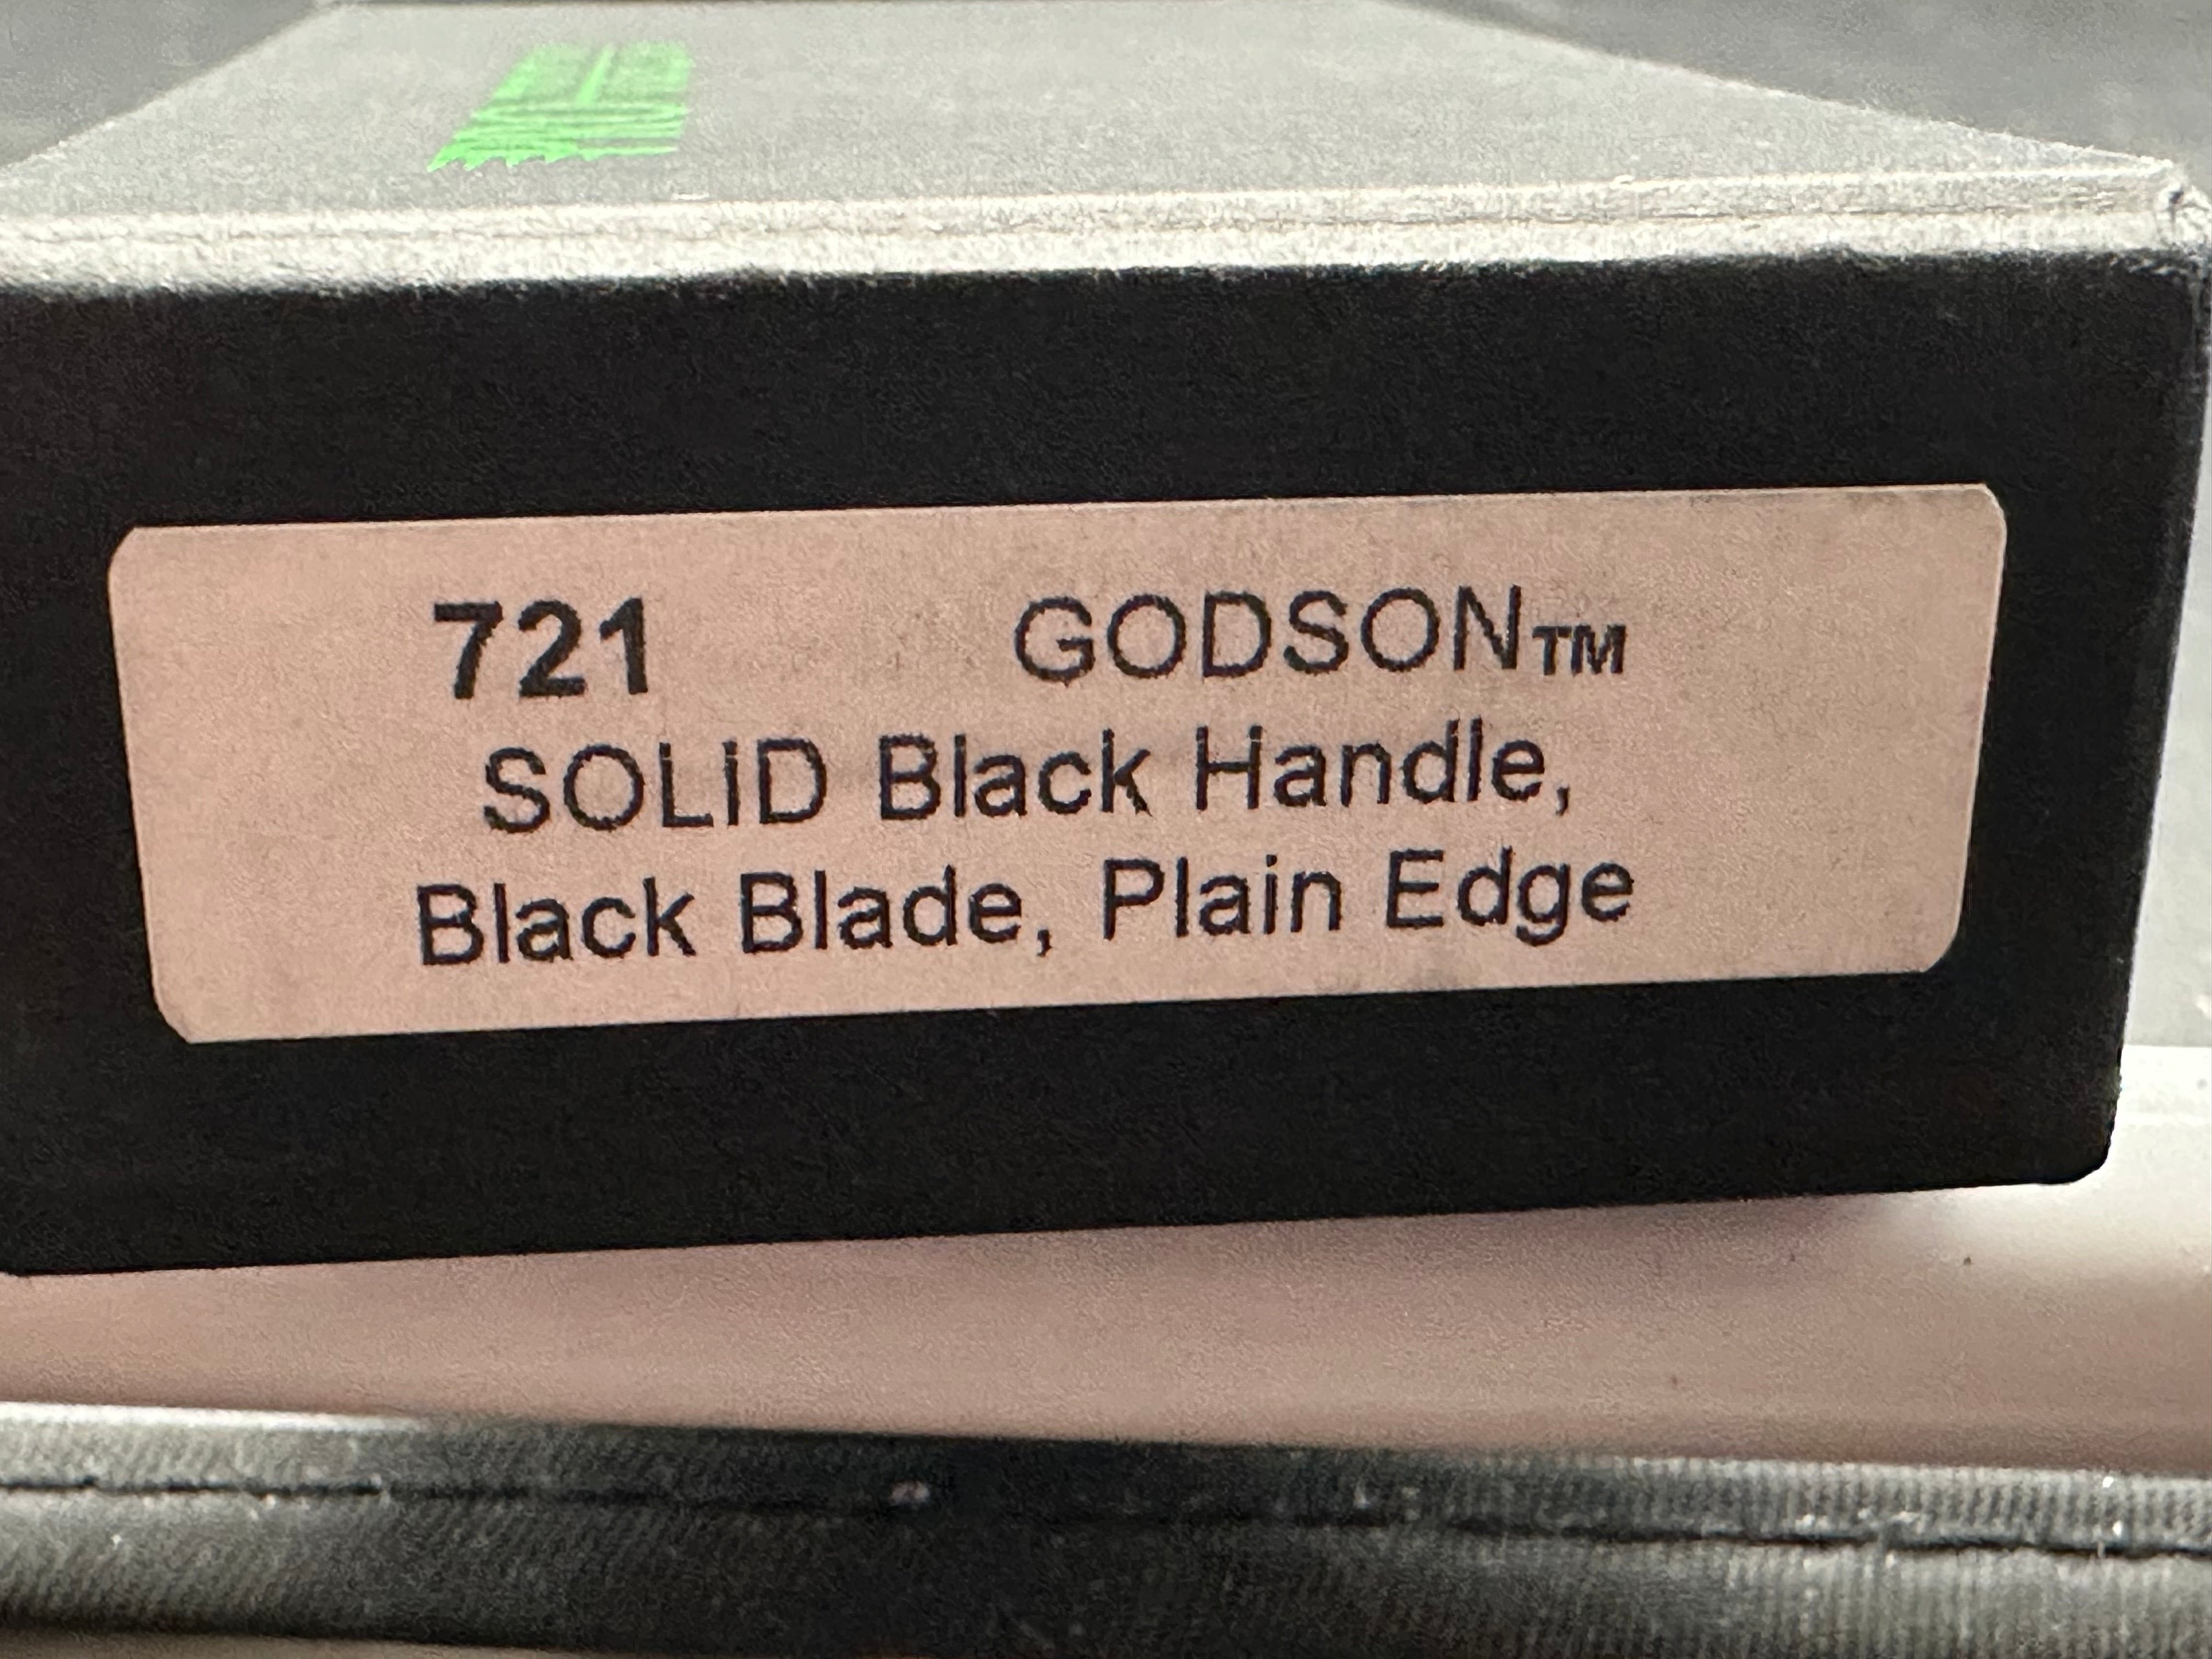 721 GODSON™
SOLID Black Handle,
Black Blade, Plain Edge